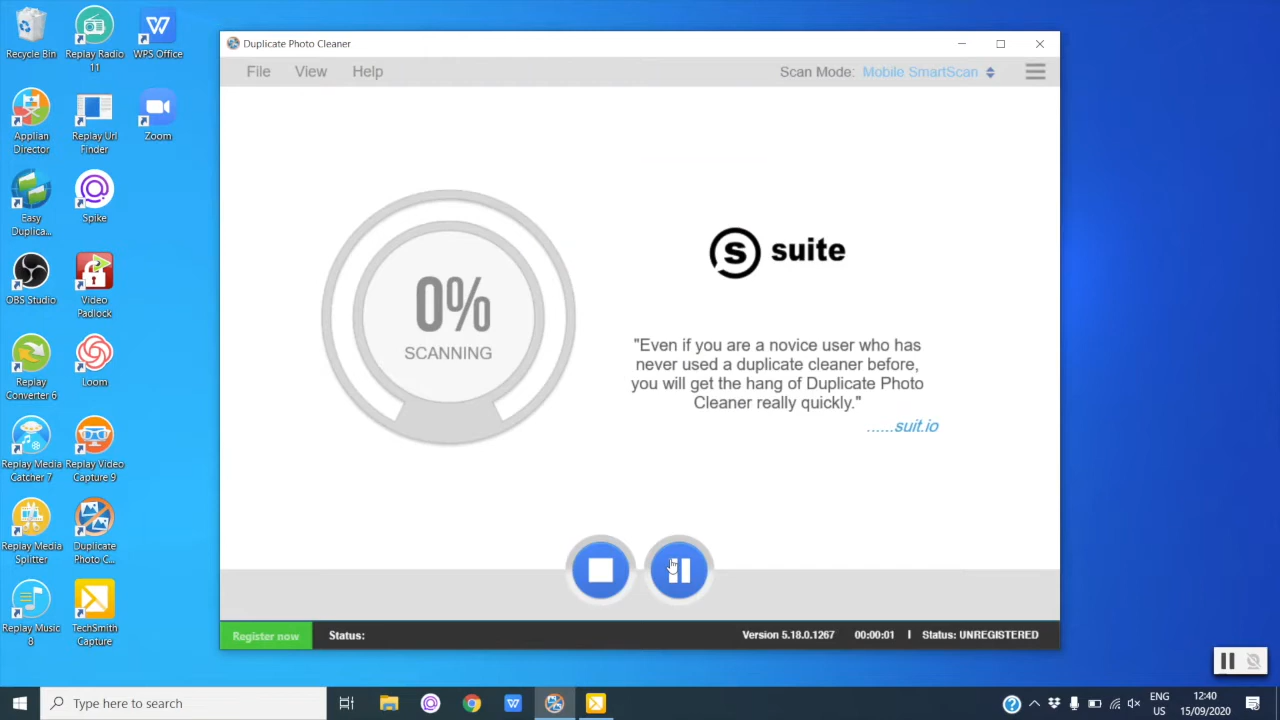 Recycle Bin
Replay Radio
11
WPS Office
Applian
Director
Replay Url
Finder
Zoom
Easy
Duplica...
Spike
OBS Studio
Video
Padlock
Replay
Converter 6
Loom
Replay Media
Catcher 7
Replay Video
Capture 9
Replay Media
Splitter
Duplicate
Photo C...
Replay Music
8
TechSmith
Capture
Duplicate Photo Cleaner
File View Help
Scan Mode: Mobile SmartScan
0%
SCANNING
S suite
"Even if you are a novice user who has
never used a duplicate cleaner before,
you will get the hang of Duplicate Photo
Cleaner really quickly."
......suit.io
Register now Status: Version 5.18.0.1267 00:00:01 | Status: UNREGISTERED
Type here to search
ENG
US
12:40
15/09/2020